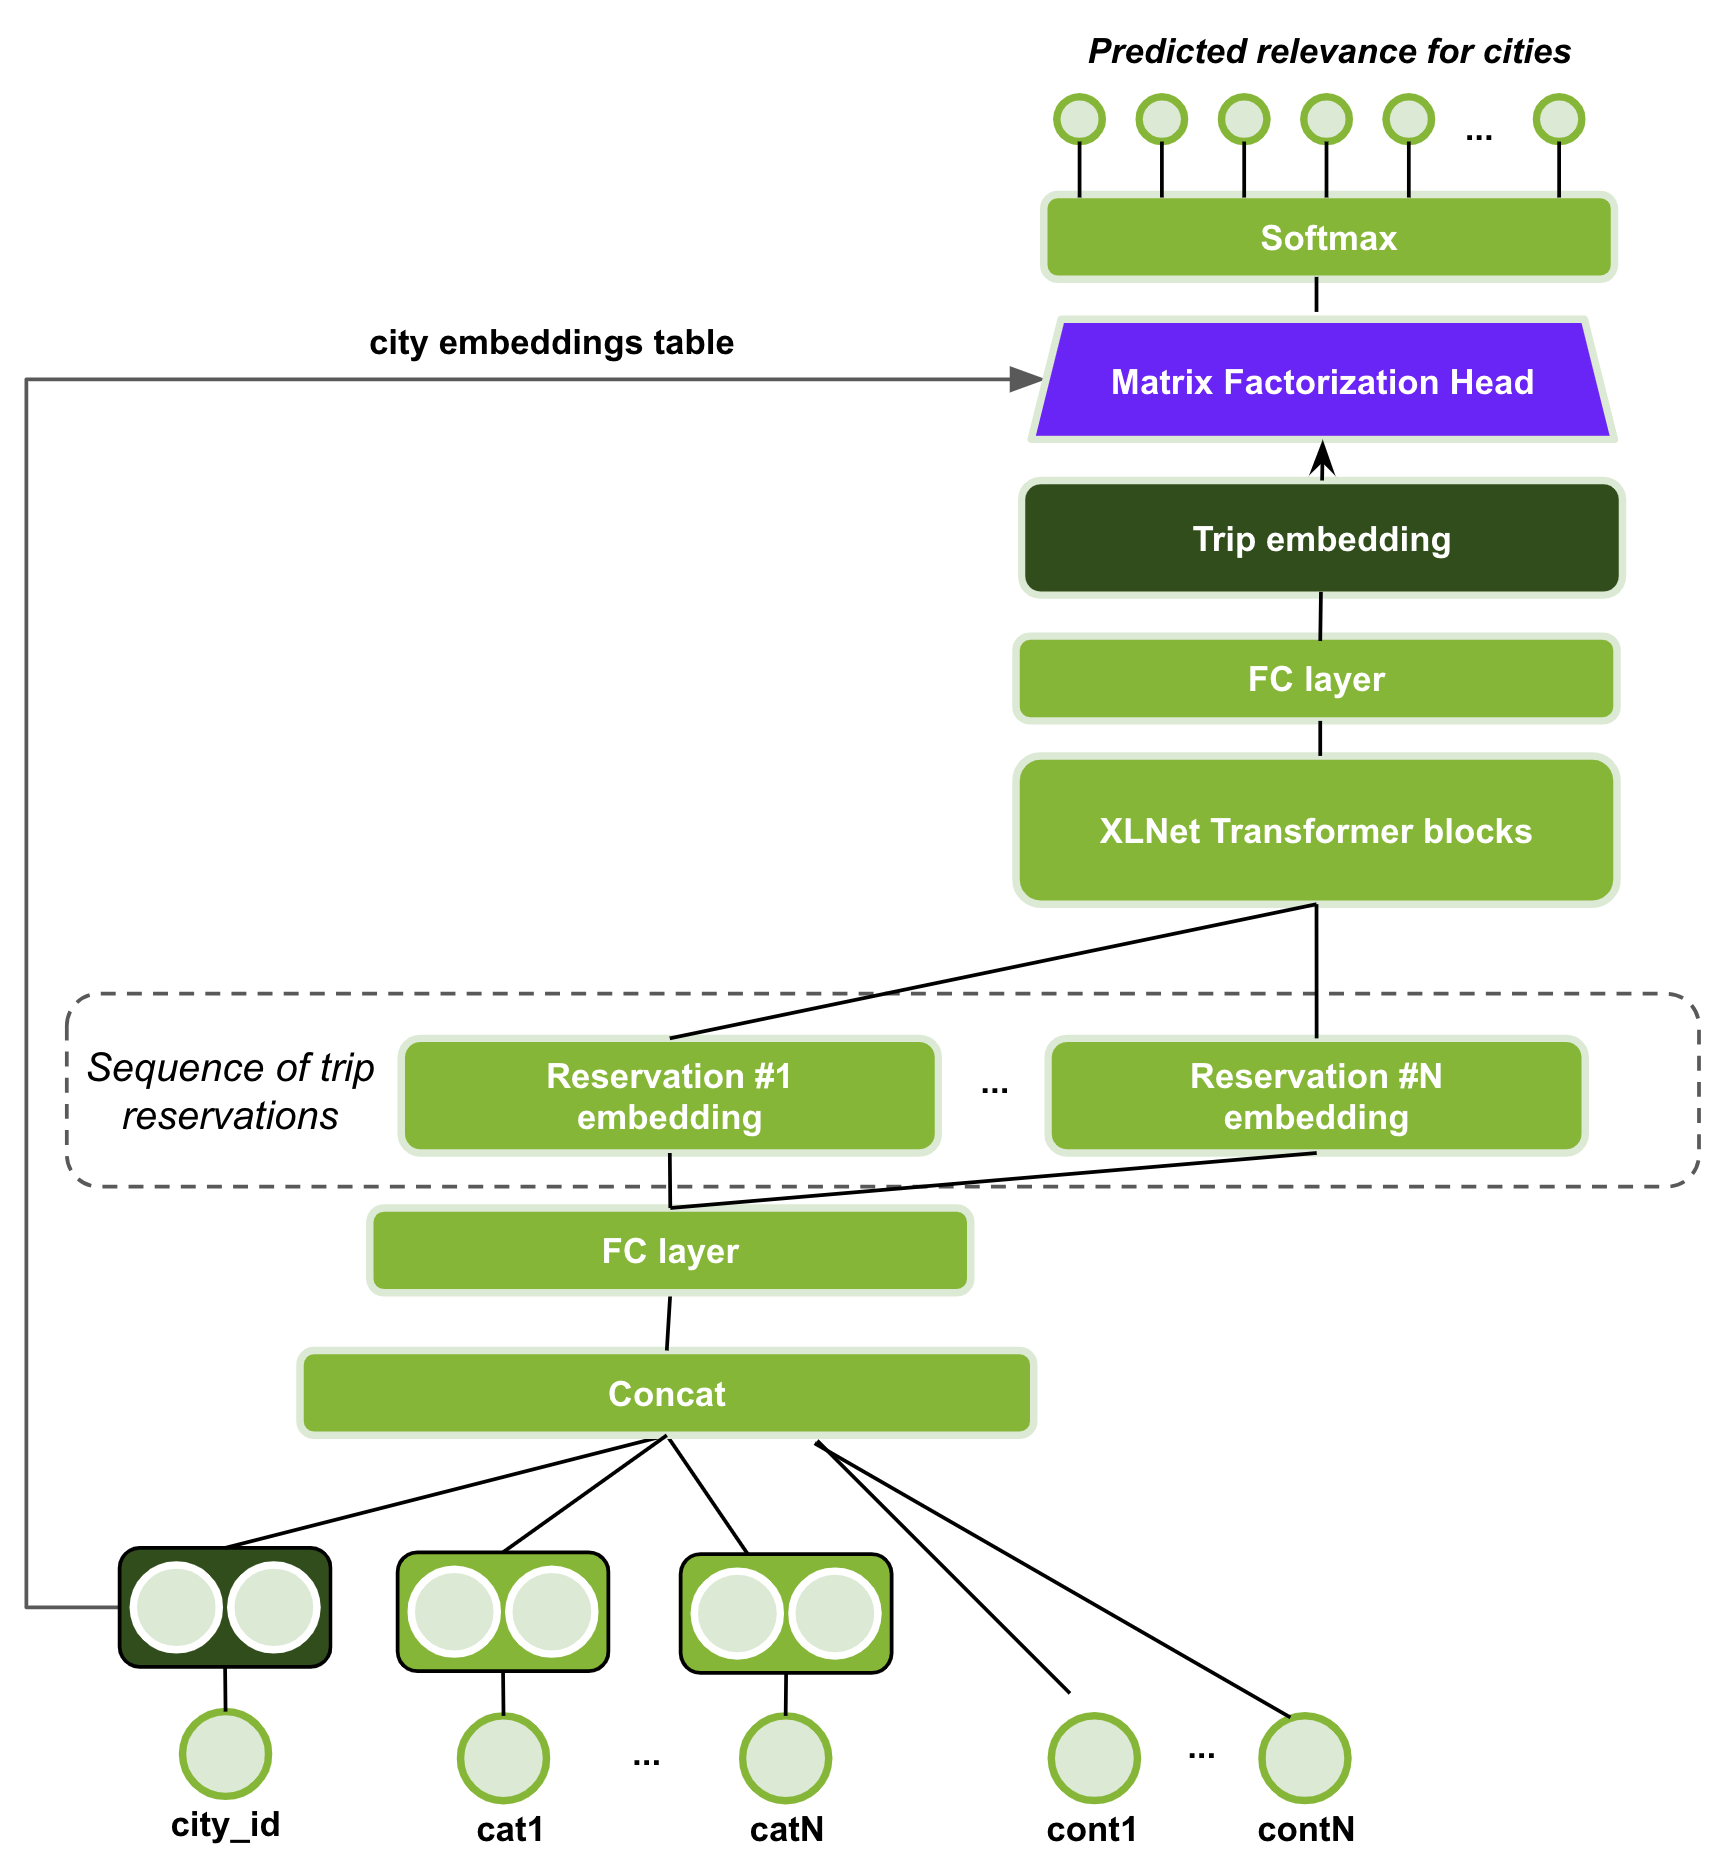 Predicted relevance for cities
...
Softmax
city embeddings table
Matrix Factorization Head
Trip embedding
FC layer
XLNet Transformer blocks
Sequence of trip
reservations
Reservation #1
embedding
...
Reservation #N
embedding
FC layer
Concat
...
...
city_id
cat1
catN
cont1
contN